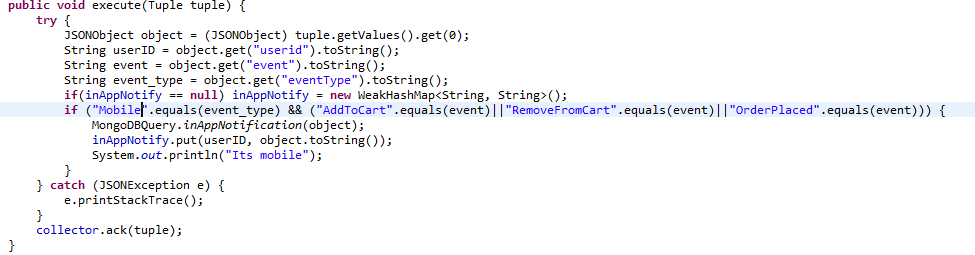 public void execute(Tuple tuple) {
    try {
        JSONObject object = (JSONObject) tuple.getValues().get(0);
        String userID = object.get("userid").toString();
        String event = object.get("event").toString();
        String event_type = object.get("eventType").toString();
        if(inAppNotify == null) inAppNotify = new WeakHashMap<String, String>();
        if ("Mobile".equals(event_type) && ("AddToCart".equals(event)||"RemoveFromCart".equals(event)||"OrderPlaced".equals(event))) {
            MongoDBQuery.inAppNotification(object);
            inAppNotify.put(userID, object.toString());
            System.out.println("Its mobile");
        }
    } catch (JSONException e) {
        e.printStackTrace();
    }
    collector.ack(tuple);
}